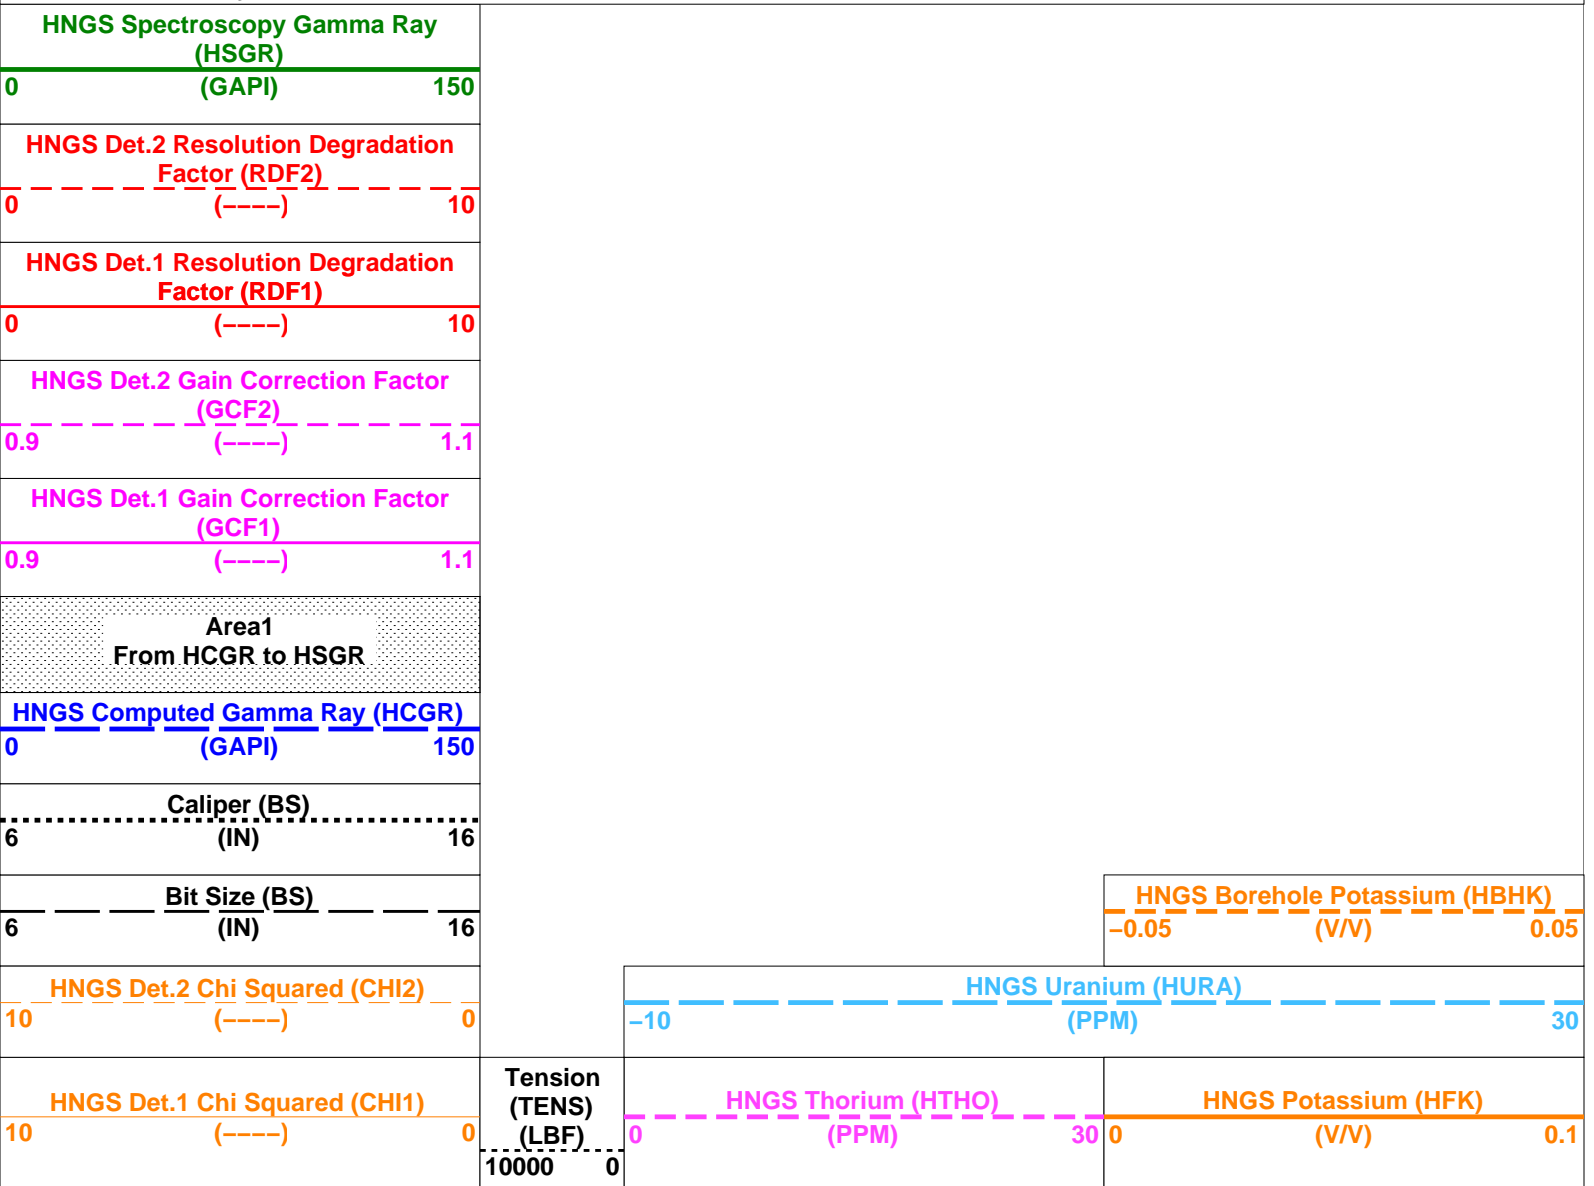 HNGS Spectroscopy Gamma Ray
(HSGR)
0 (GAPI) 150
HNGS Det.2 Resolution Degradation
Factor (RDF2)
0 (----) 10
HNGS Det.1 Resolution Degradation
Factor (RDF1)
0 (----) 10
HNGS Det.2 Gain Correction Factor
(GCF2)
0.9 (----) 1.1
HNGS Det.1 Gain Correction Factor
(GCF1)
0.9 (----) 1.1
Area1
From HCGR to HSGR
HNGS Computed Gamma Ray (HCGR)
0 (GAPI) 150
Caliper (BS)
6 (IN) 16
Bit Size (BS)
6 (IN) 16
HNGS Borehole Potassium (HBHK)
−0.05 (V/V) 0.05
HNGS Det.2 Chi Squared (CHI2)
10 (----) 0
HNGS Uranium (HURA)
−10 (PPM) 30
HNGS Det.1 Chi Squared (CHI1)
10 (----) 0
Tension
(TENS)
(LBF)
10000 0
HNGS Thorium (HTHO)
0 (PPM) 30
HNGS Potassium (HFK)
0 (V/V) 0.1